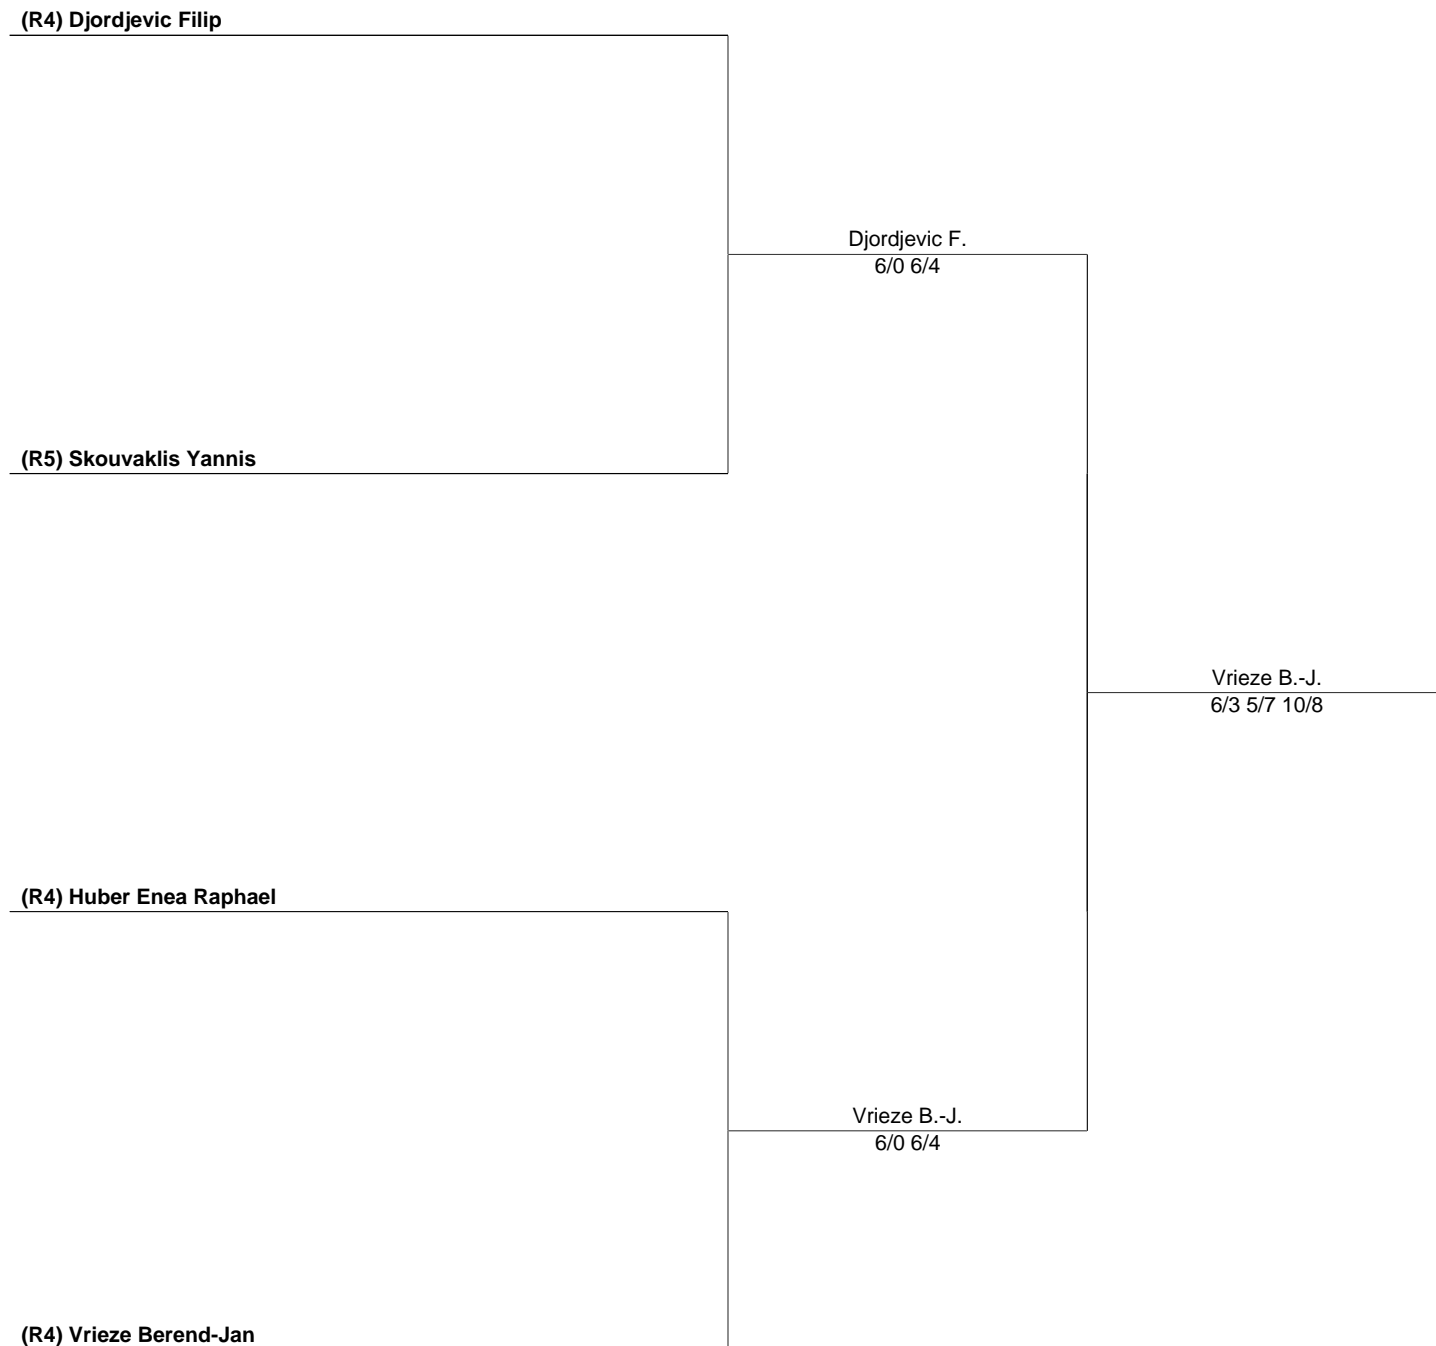 (R4) Djordjevic Filip
Djordjevic F.
6/0 6/4
(R5) Skouvaklis Yannis
Vrieze B.-J.
6/3 5/7 10/8
(R4) Huber Enea Raphael
Vrieze B.-J.
6/0 6/4
(R4) Vrieze Berend-Jan